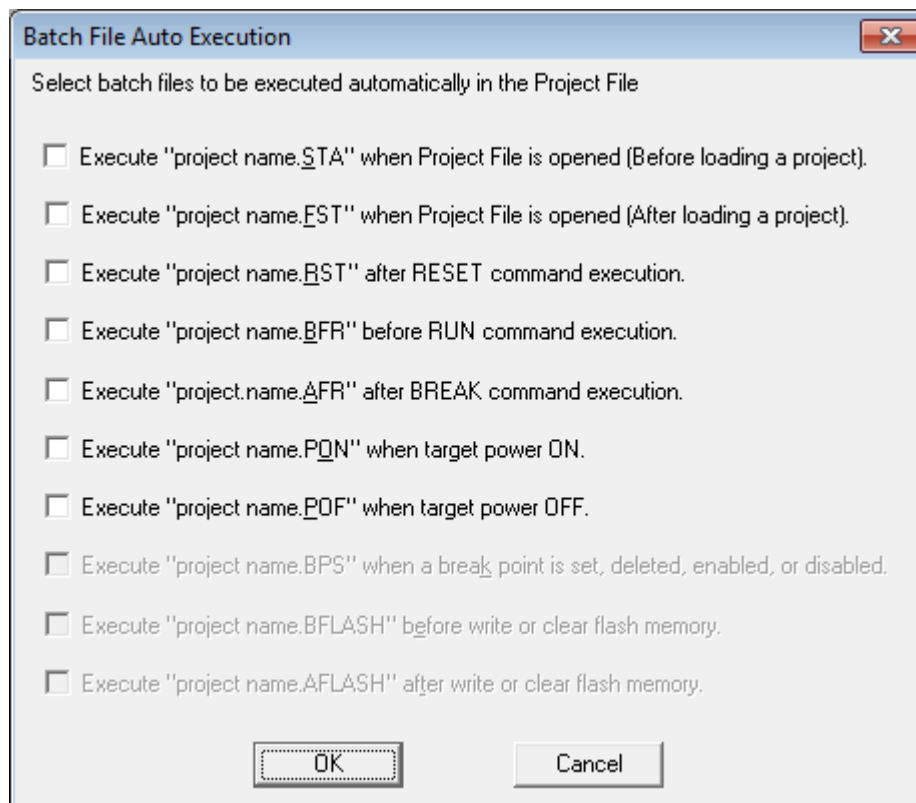 Batch File Auto Execution
Select batch files to be executed automatically in the Project File
Execute "project name.STA" when Project File is opened (Before loading a project).
Execute "project name.FST" when Project File is opened (After loading a project).
Execute "project name.RST" after RESET command execution.
Execute "project name.BFR" before RUN command execution.
Execute "project.name.AFR" after BREAK command execution.
Execute "project name.PON" when target power ON.
Execute "project name.POF" when target power OFF.
Execute "project name.BPS" when a break point is set, deleted, enabled, or disabled.
Execute "project name.BFLASH" before write or clear flash memory.
Execute "project name.AFLASH" after write or clear flash memory.
OK
Cancel